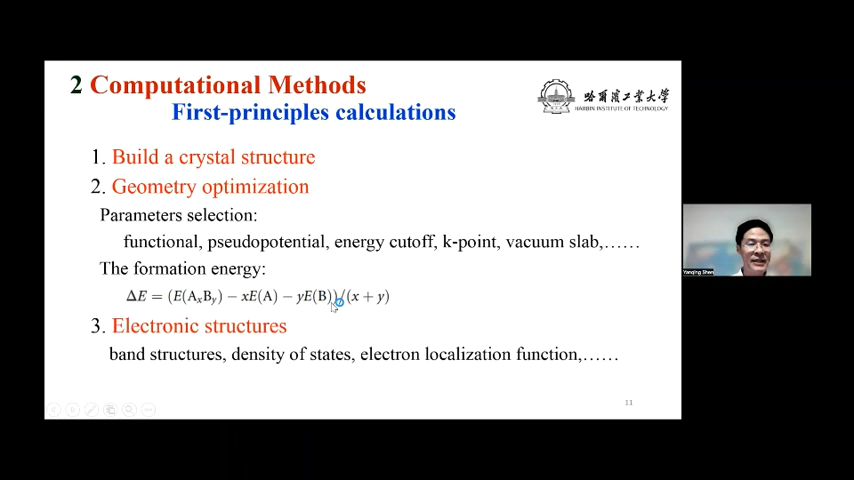 2 Computational Methods
First-principles calculations
哈爾濱工業大學
HARBIN INSTITUTE OF TECHNOLOGY
1. Build a crystal structure
2. Geometry optimization
Parameters selection:
functional, pseudopotential, energy cutoff, k-point, vacuum slab,……
The formation energy:
ΔE = (E(AₓBᵧ) − xE(A) − yE(B))/(x + y)
3. Electronic structures
band structures, density of states, electron localization function,……
11
Yanqing Shen